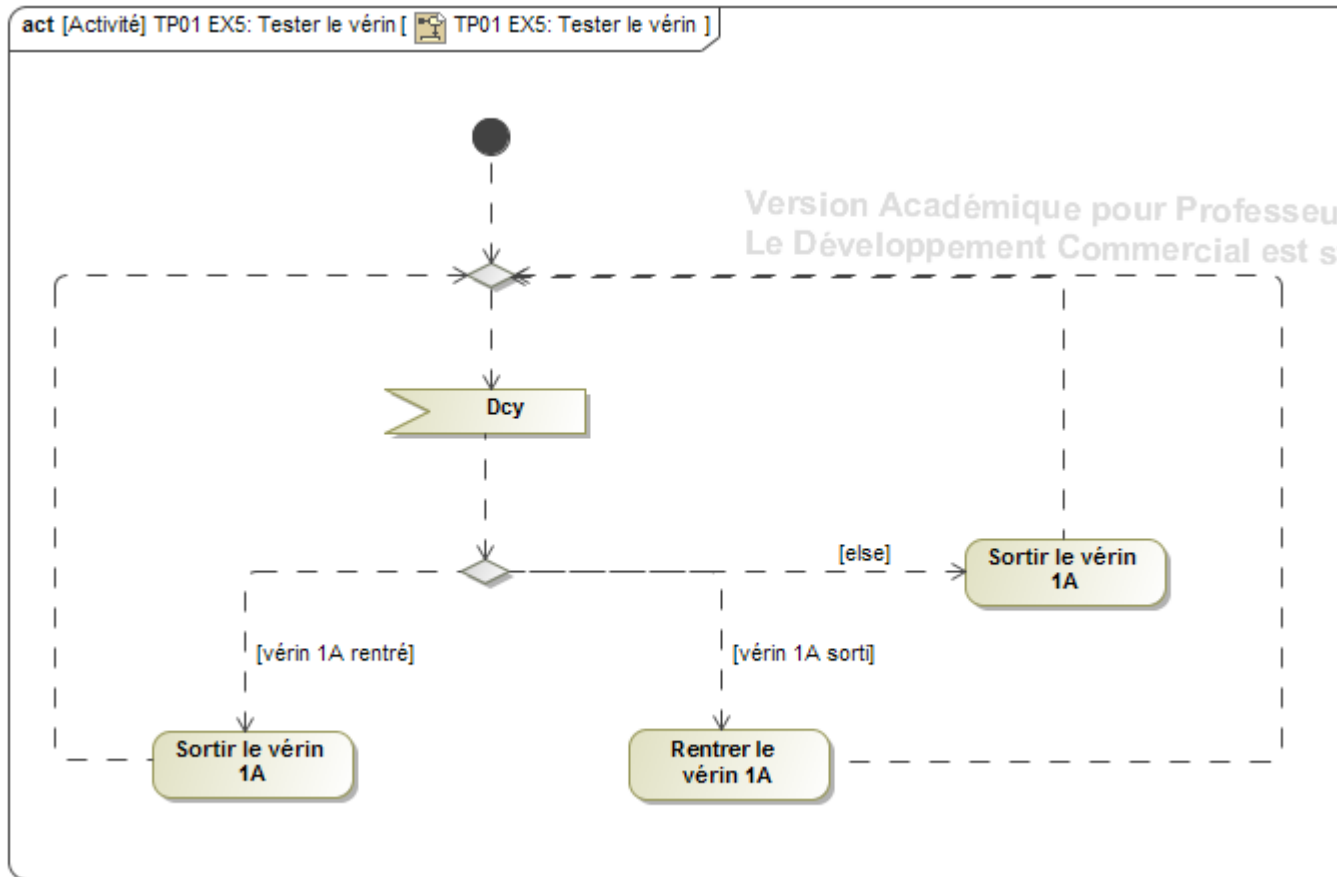 act [Activité] TP01 EX5: Tester le vérin [ TP01 EX5: Tester le vérin ]
Version Académique pour
Le Développement Commercial est
Dcy
[else]
Sortir le vérin
1A
[vérin 1A rentré]
[vérin 1A sorti]
Sortir le vérin
1A
Rentrer le
vérin 1A